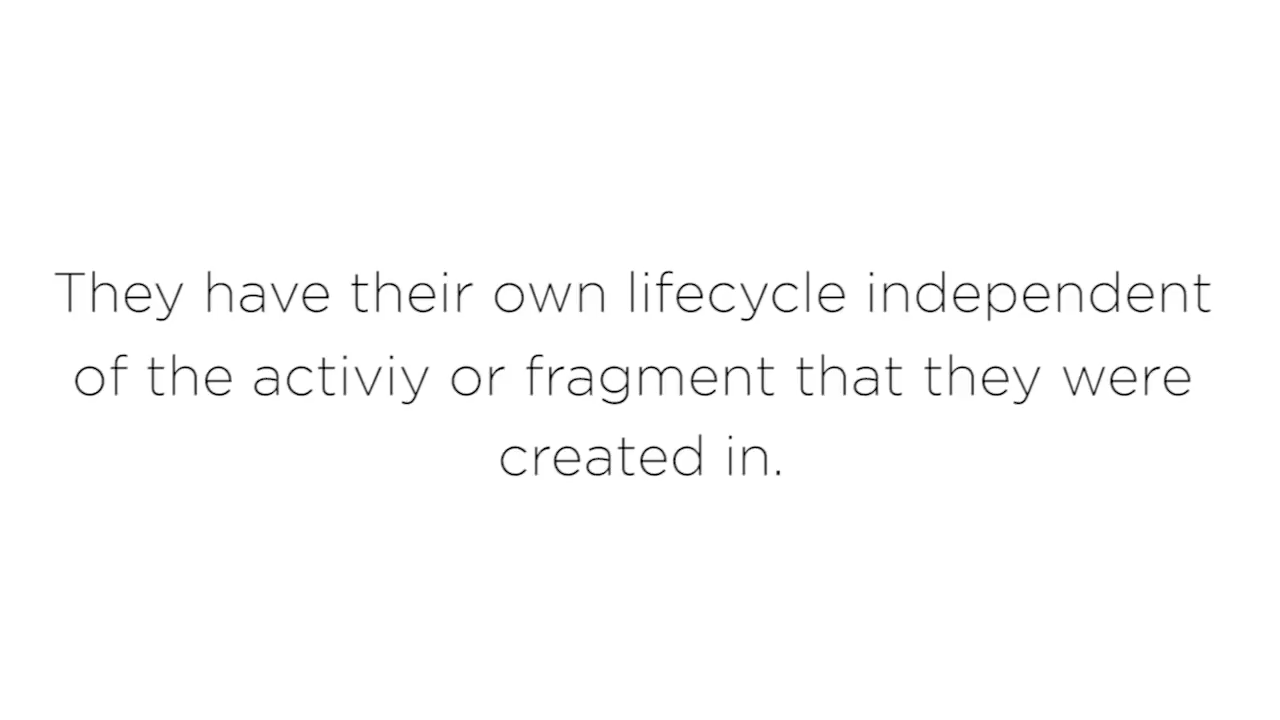 They have their own lifecycle independent
of the activiy or fragment that they were
created in.